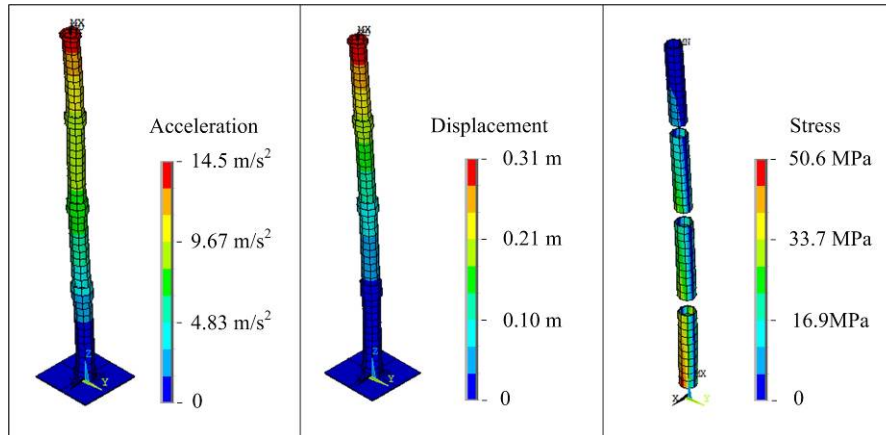 MX
Acceleration
14.5 m/s²
9.67 m/s²
4.83 m/s²
0
Z
Y
Displacement
0.31 m
0.21 m
0.10 m
0
Z
Y
MN
Stress
50.6 MPa
33.7 MPa
16.9MPa
0
MX
X
Y